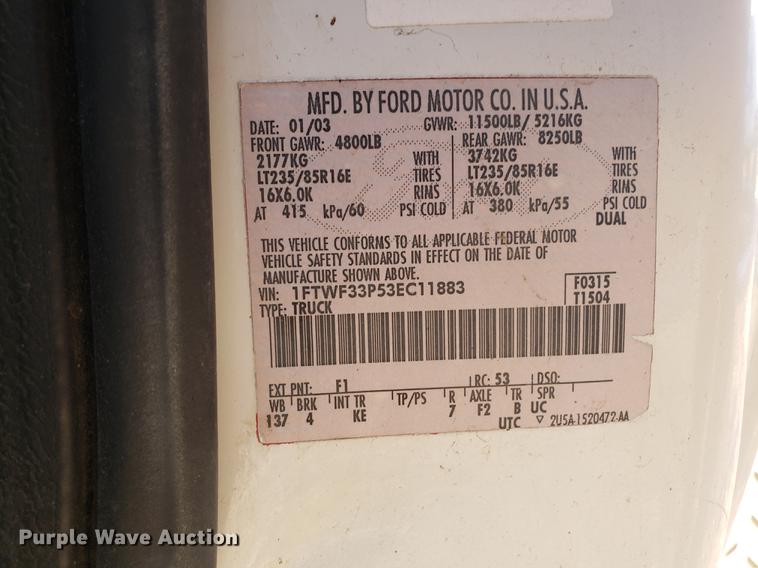 MFD. BY FORD MOTOR CO. IN U.S.A.
DATE: 01/03 GVWR: 11500LB/ 5216KG
FRONT GAWR: 4800LB REAR GAWR: 8250LB
2177KG WITH 3742KG WITH
LT235/85R16E TIRES LT235/85R16E TIRES
16X6.0K RIMS 16X6.0K RIMS
AT 415 kPa/60 PSI COLD AT 380 kPa/55 PSI COLD
DUAL
THIS VEHICLE CONFORMS TO ALL APPLICABLE FEDERAL MOTOR
VEHICLE SAFETY STANDARDS IN EFFECT ON THE DATE OF
MANUFACTURE SHOWN ABOVE.
VIN: 1FTWF33P53EC11883 F0315
TYPE: TRUCK T1504
EXT PNT: F1 RC: 53 DSO:
WB BRK INT TR TP/PS R AXLE TR SPR
137 4 KE 7 F2 B UC
UTC ▽ 2U5A-1520472-AA
Purple Wave Auction